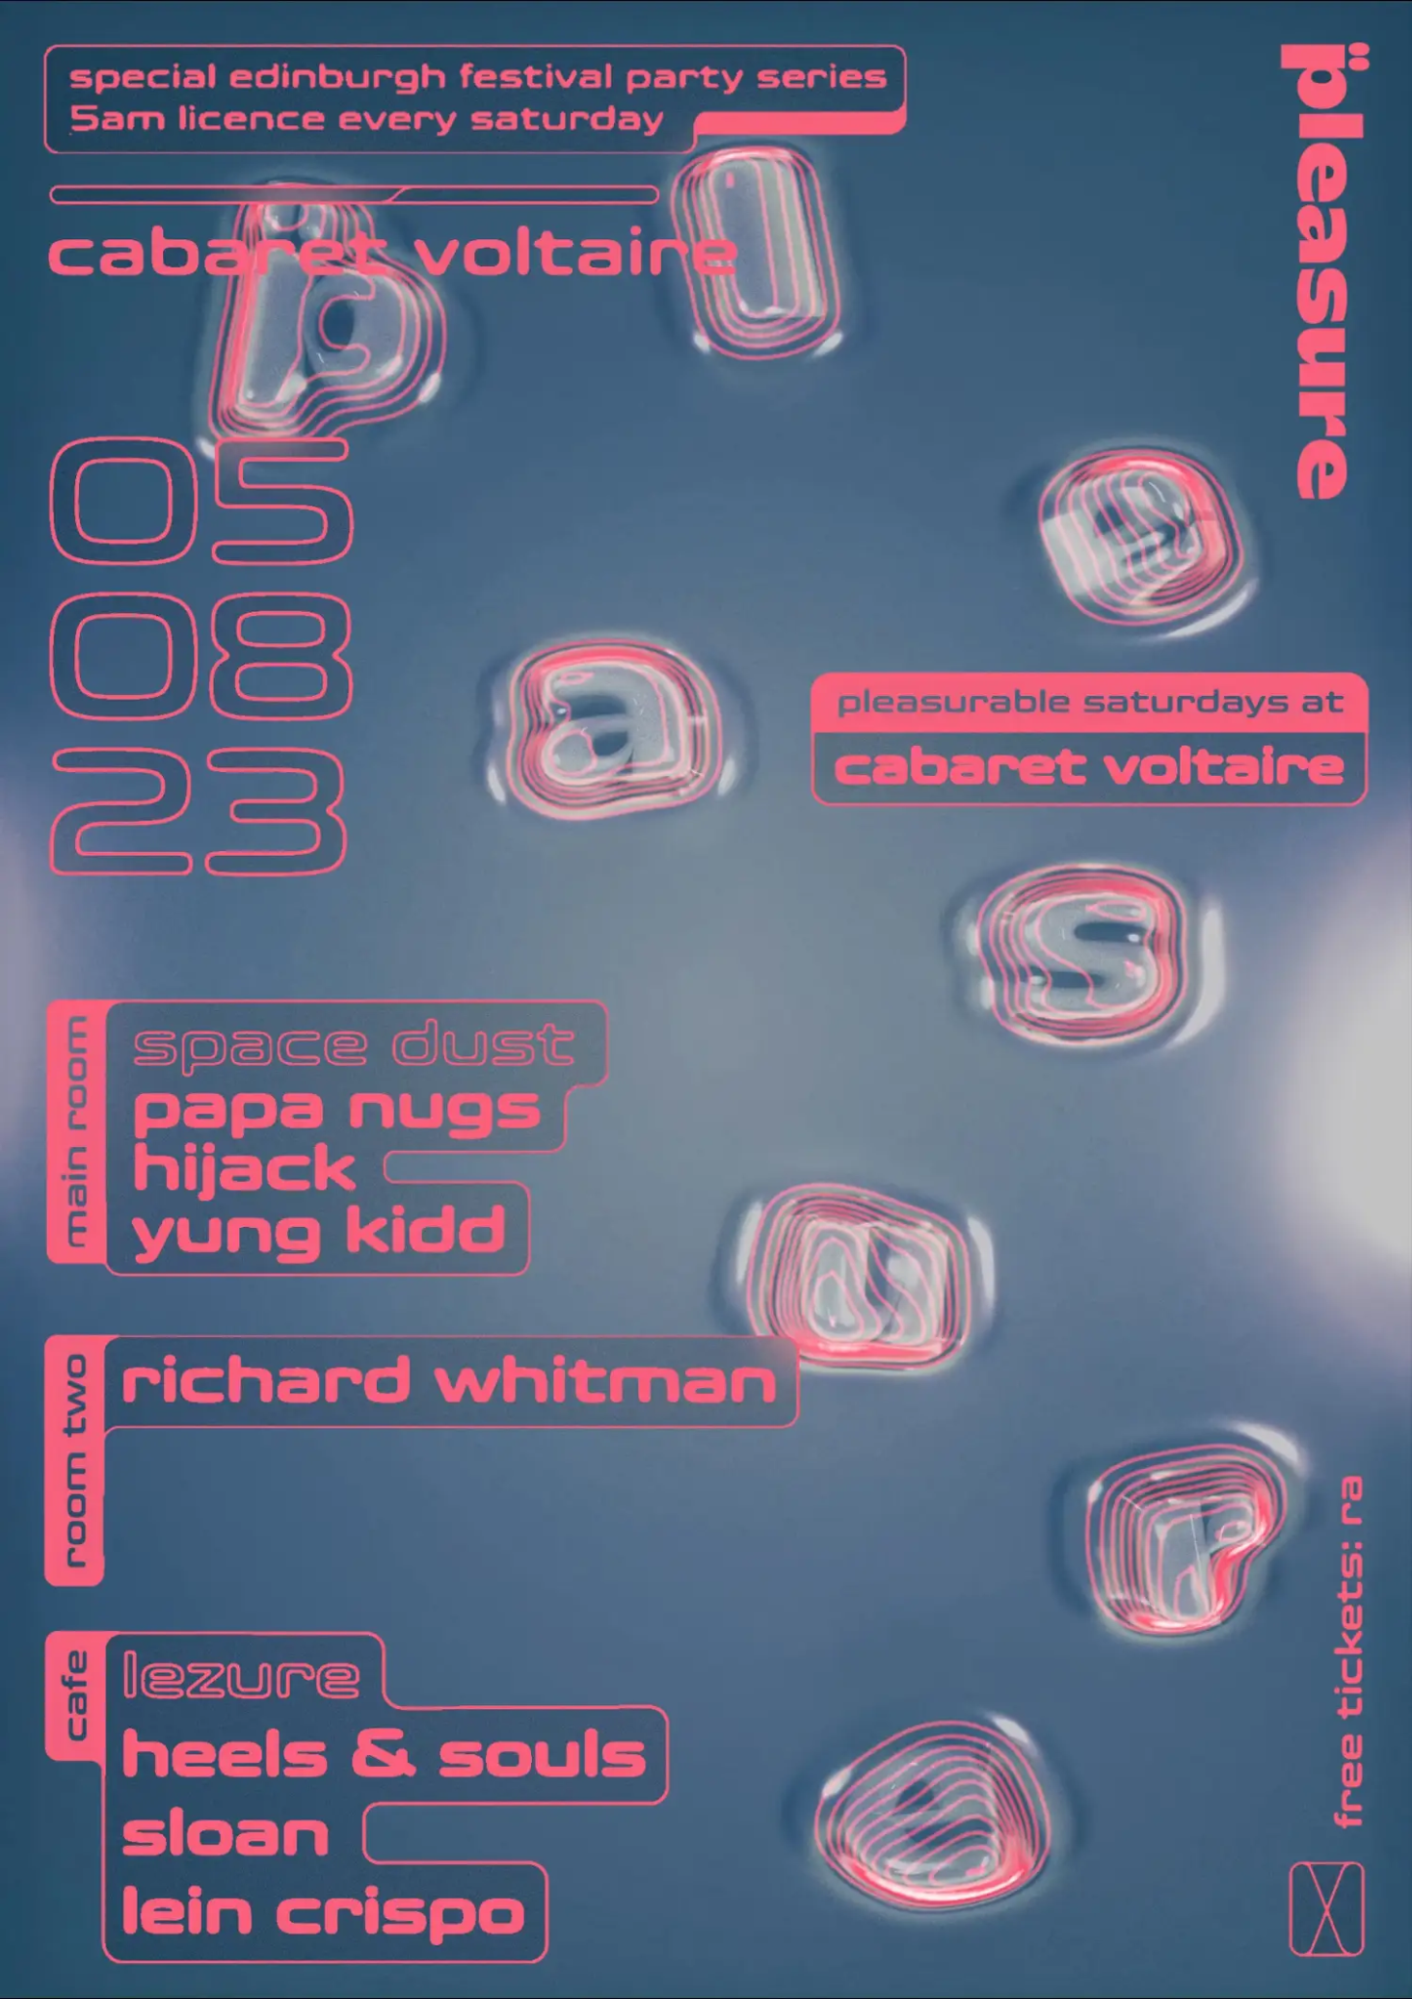 special edinburgh festival party series
5am licence every saturday
cabaret voltaire
p̈leasure
05
08
23
p
l
e
a
s
u
r
e
pleasurable saturdays at
cabaret voltaire
main room
space dust
papa nugs
hijack
yung kidd
room two
richard whitman
cafe
lezure
heels & souls
sloan
lein crispo
free tickets: ra